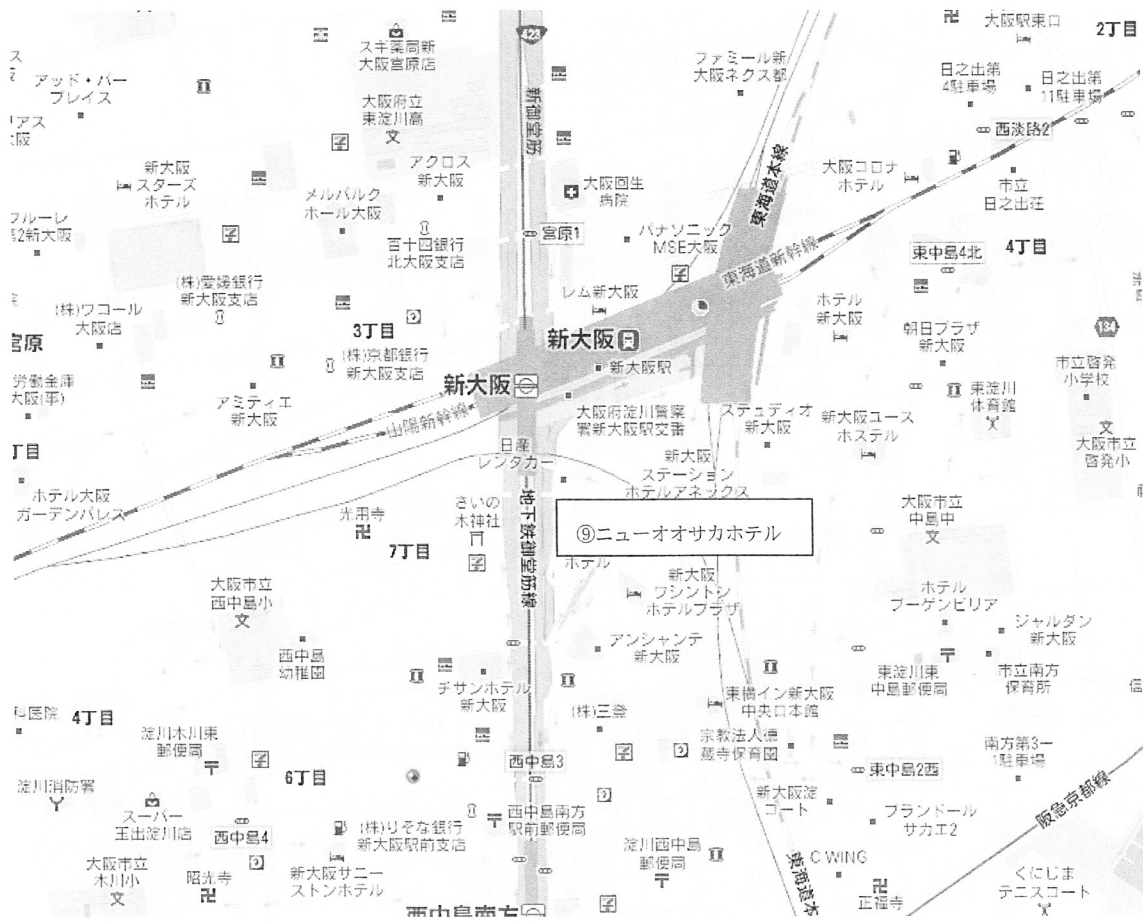 423
スギ薬局新
大阪宮原店
アッド・パー
プレイス
大阪府立
東淀川高
新御堂筋
ファミール新
大阪ネクス都
大阪駅東口
2丁目
日之出第
4駐車場
日之出第
11駐車場
西淡路2
新大阪
スターズ
ホテル
アクロス
新大阪
メルパルク
ホール大阪
大阪回生
病院
東海道本線
大阪コロナ
ホテル
市立
日之出荘
百十四銀行
北大阪支店
宮原1
パナソニック
MSE大阪
東海道新幹線
東中島4北
4丁目
(株)愛媛銀行
新大阪支店
(株)ワコール
大阪店
レム新大阪
ホテル
新大阪
宮原
3丁目
(株)京都銀行
新大阪支店
新大阪
新大阪駅
朝日プラザ
新大阪
134
市立啓発
小学校
労働金庫
大阪(事)
アミティエ
新大阪
新大阪
山陽新幹線
大阪府淀川警察
署新大阪駅交番
ステュディオ
新大阪
新大阪ユース
ホステル
東淀川
体育館
大阪市立
啓発小
日産
レンタカー
新大阪
ステーション
ホテルアネックス
ホテル大阪
ガーデンパレス
光用寺
さいの
木神社
地下鉄御堂筋線
⑨ニューオオサカホテル
ホテル
大阪市立
中島中
7丁目
大阪市立
西中島小
新大阪
ワシントン
ホテルプラザ
ホテル
ブーゲンビリア
ジャルダン
新大阪
西中島
幼稚園
アンシャンテ
新大阪
チサンホテル
新大阪
東淀川東
中島郵便局
市立南方
保育所
科医院
4丁目
淀川木川東
郵便局
(株)三登
東横イン新大阪
中央口本館
宗教法人徳
蔵寺保育園
南方第3ー
1駐車場
淀川消防署
6丁目
西中島3
東中島2西
スーパー
玉出淀川店
西中島4
(株)りそな銀行
新大阪駅前支店
西中島南方
駅前郵便局
新大阪淀
コート
ブランドール
サカエ2
阪急京都線
大阪市立
木川小
昭光寺
新大阪サニー
ストンホテル
淀川西中島
郵便局
東海道本
C.WING
正福寺
くにじま
テニスコート
西中島南方